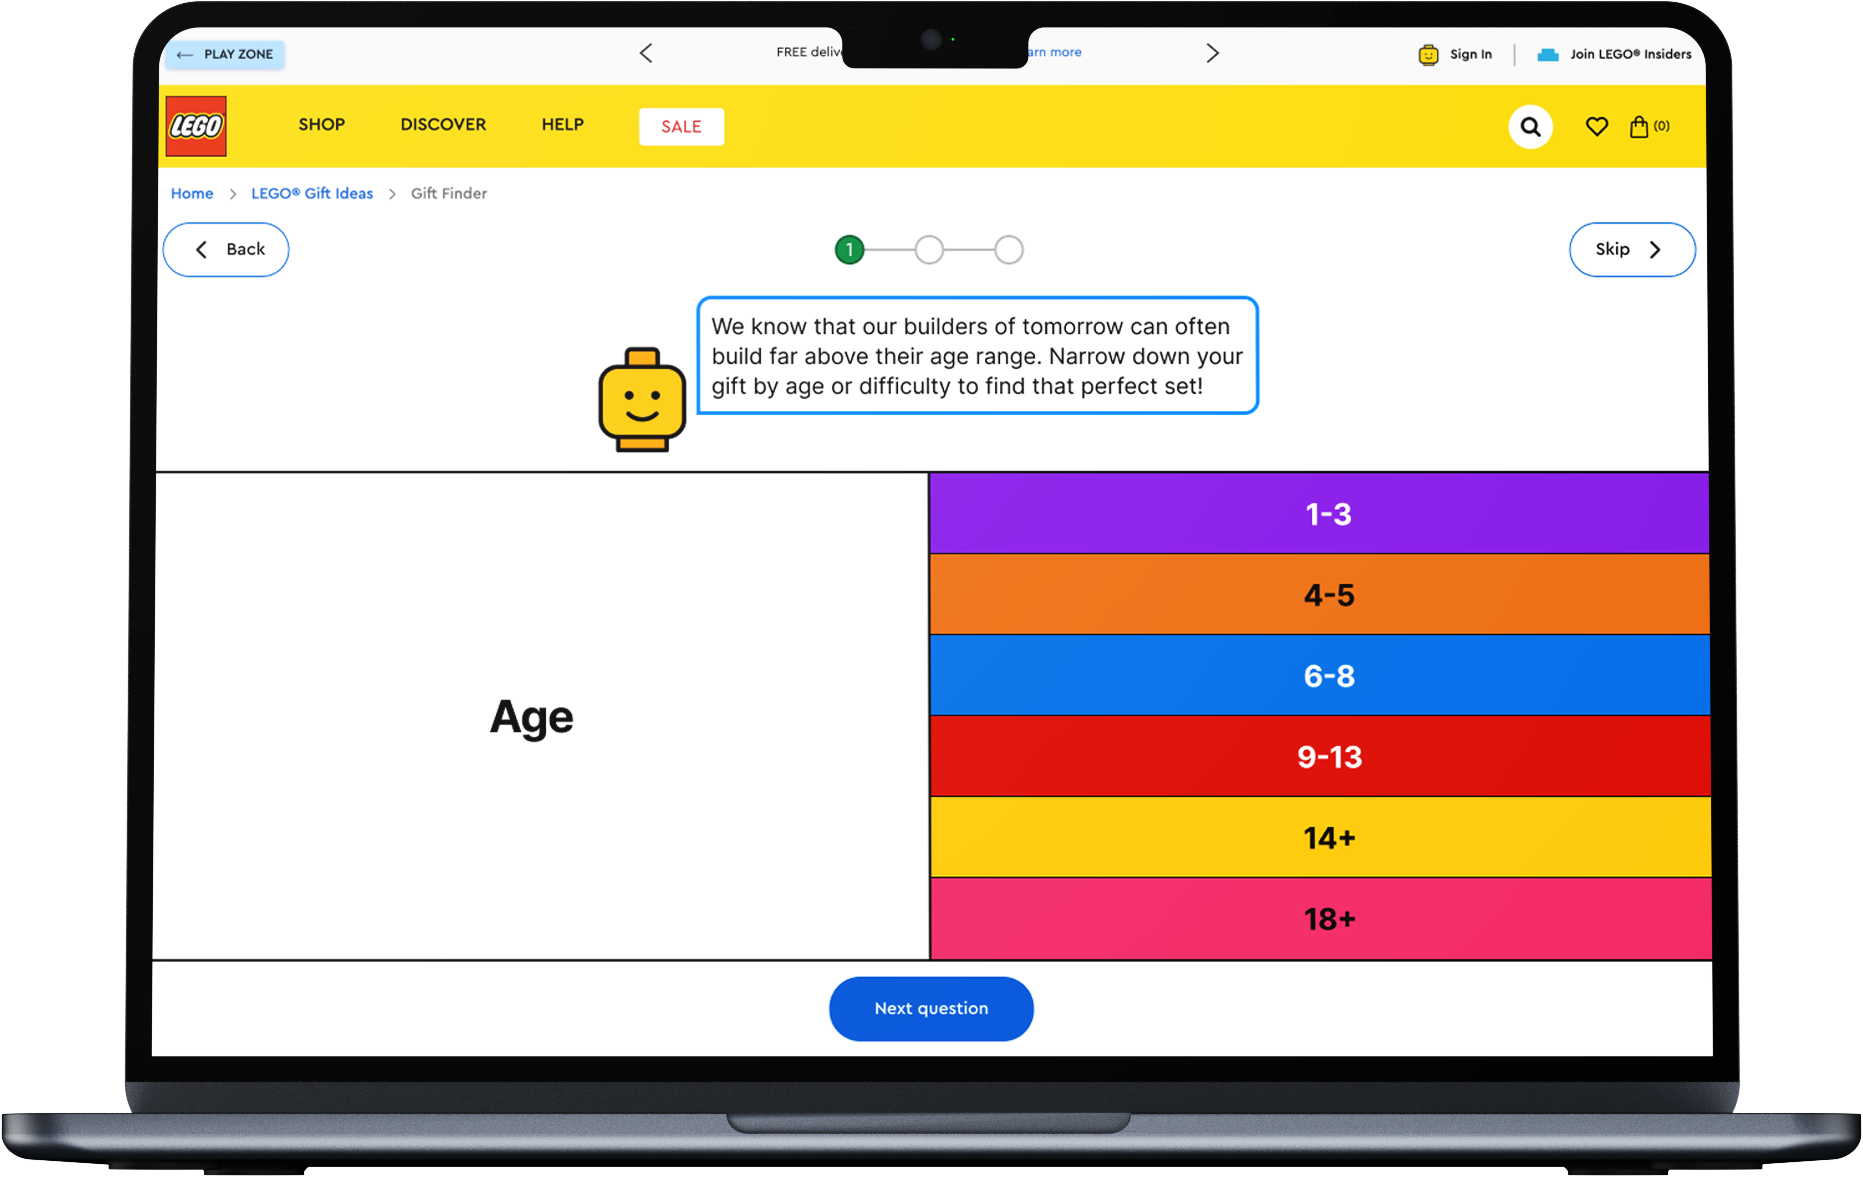 PLAY ZONE
FREE
arn more
Sign In
Join LEGO® Insiders
LEGO
SHOP
DISCOVER
HELP
SALE
(0)
Home > LEGO® Gift Ideas > Gift Finder
Back
1
Skip
We know that our builders of tomorrow can often
build far above their age range. Narrow down your
gift by age or difficulty to find that perfect set!
Age
1-3
4-5
6-8
9-13
14+
18+
Next question